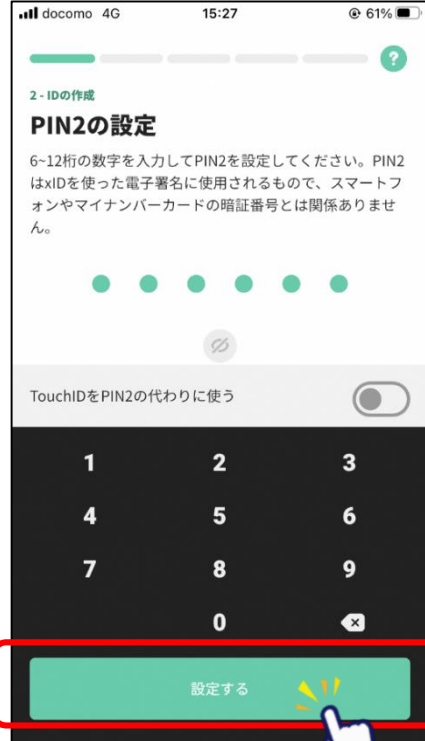 docomo 4G 15:27 61%
?
2 - IDの作成
PIN2の設定
6~12桁の数字を入力してPIN2を設定してください。PIN2
はxIDを使った電子署名に使用されるもので、スマートフ
ォンやマイナンバーカードの暗証番号とは関係ありませ
ん。
TouchIDをPIN2の代わりに使う
1 2 3
4 5 6
7 8 9
0
設定する